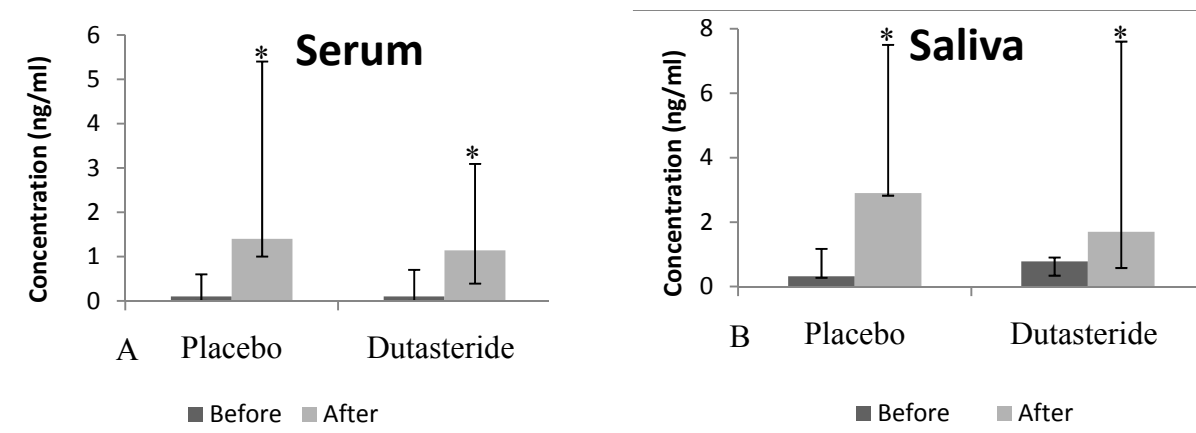 Serum
Concentration (ng/ml)
6
5
4
3
2
1
0
*
*
A
Placebo
Dutasteride
Before
After
Saliva
Concentration (ng/ml)
8
6
4
2
0
*
*
B
Placebo
Dutasteride
Before
After